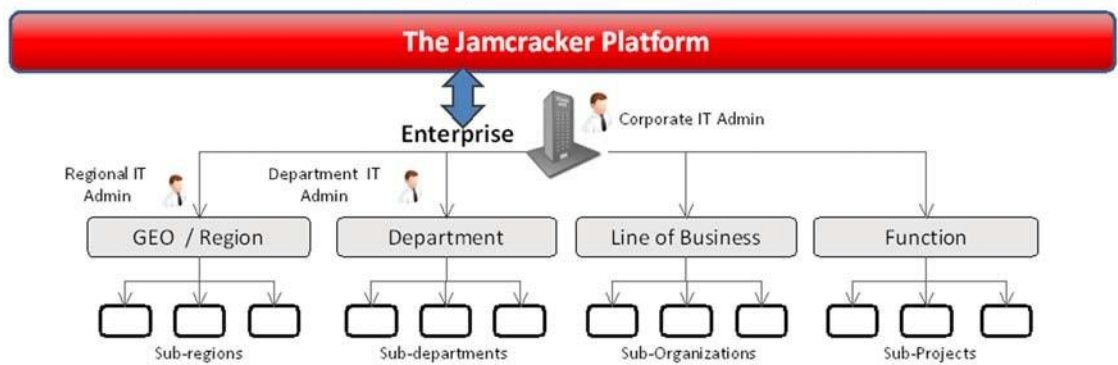 The Jamcracker Platform
Enterprise
Corporate IT Admin
Regional IT
Admin
Department IT
Admin
GEO / Region
Department
Line of Business
Function
Sub-regions
Sub-departments
Sub-Organizations
Sub-Projects